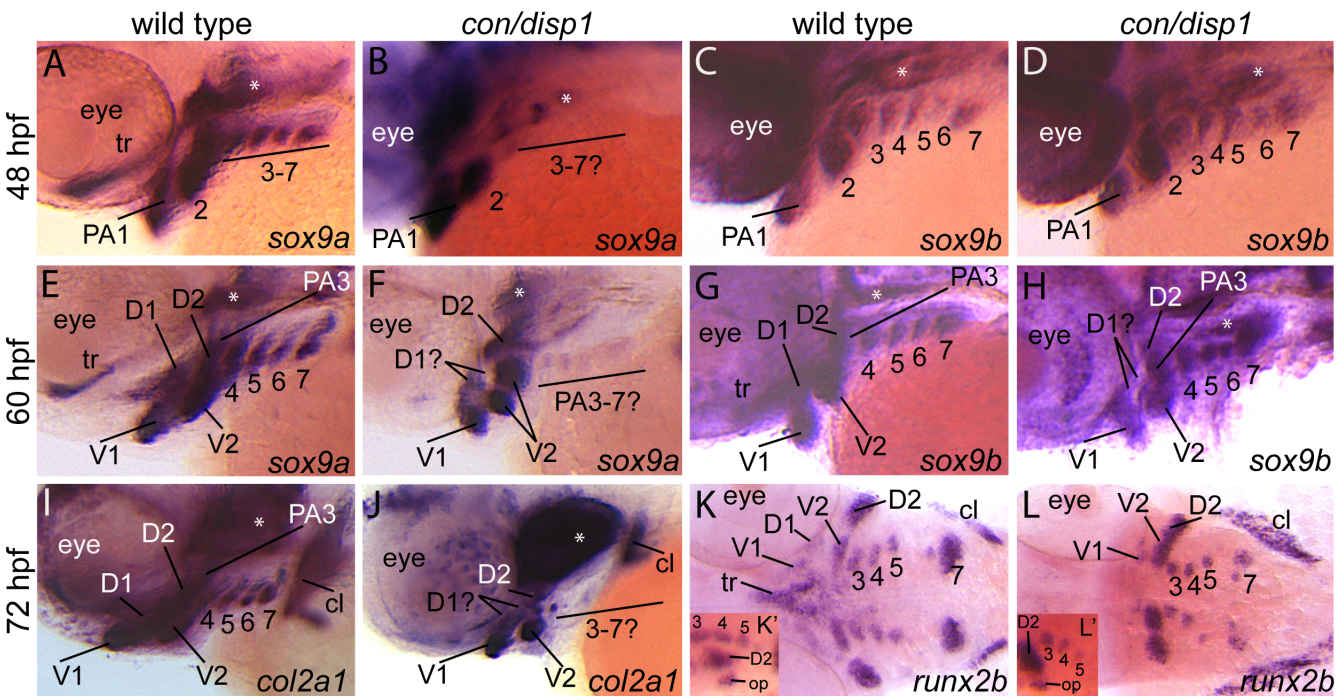 wild type con/disp1 wild type con/disp1
48 hpf
A * eye tr 3-7 2 PA1 sox9a
B * eye 3-7? 2 PA1 sox9a
C * eye 3 4 5 6 7 2 PA1 sox9b
D * eye 3 4 5 6 7 2 PA1 sox9b
60 hpf
E D1 D2 * PA3 eye tr 4 5 6 7 V1 V2 sox9a
F * D2 eye D1? PA3-7? V1 V2 sox9a
G * PA3 eye D1 D2 tr 4 5 6 7 V1 V2 sox9b
H D2 PA3 * D1? eye 4 5 6 7 V1 V2 sox9b
72 hpf
I * PA3 D2 eye D1 4 5 6 7 cl V1 V2 col2a1
J * eye cl D2 D1? 3-7? V1 V2 col2a1
K eye V2 D2 cl D1 V1 tr 3 4 5 7 runx2b
3 4 5 K' D2 op
L eye V2 D2 cl V1 3 4 5 7 runx2b
D2 L' 3 4 5 op